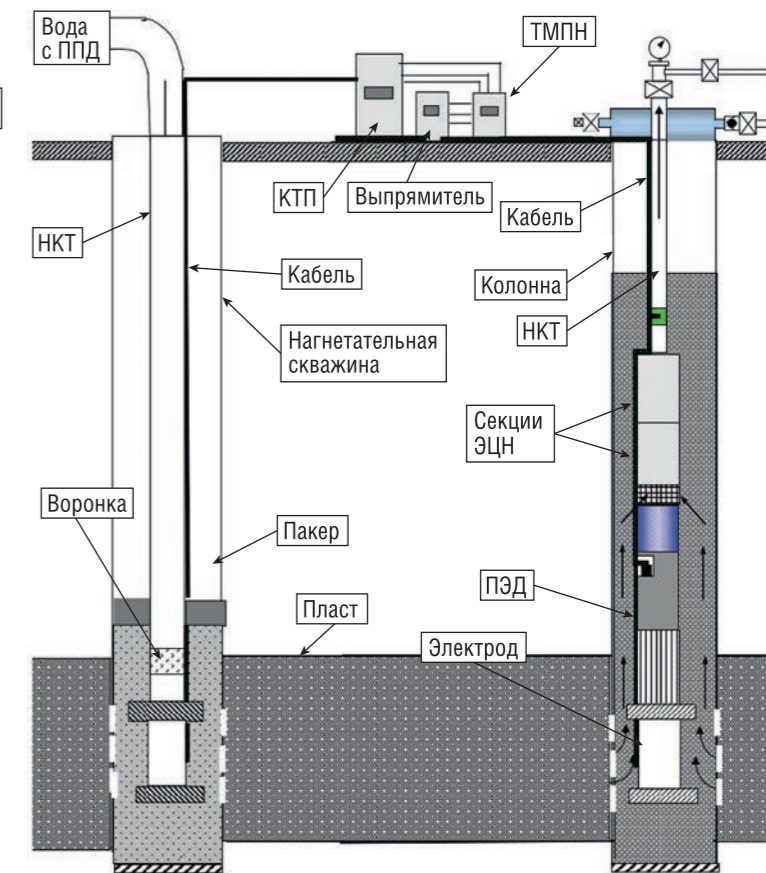 Вода
с ППД
ТМПН
КТП
Выпрямитель
Кабель
НКТ
Кабель
Колонна
НКТ
Нагнетательная
скважина
Секции
ЭЦН
Воронка
Пакер
ПЭД
Пласт
Электрод